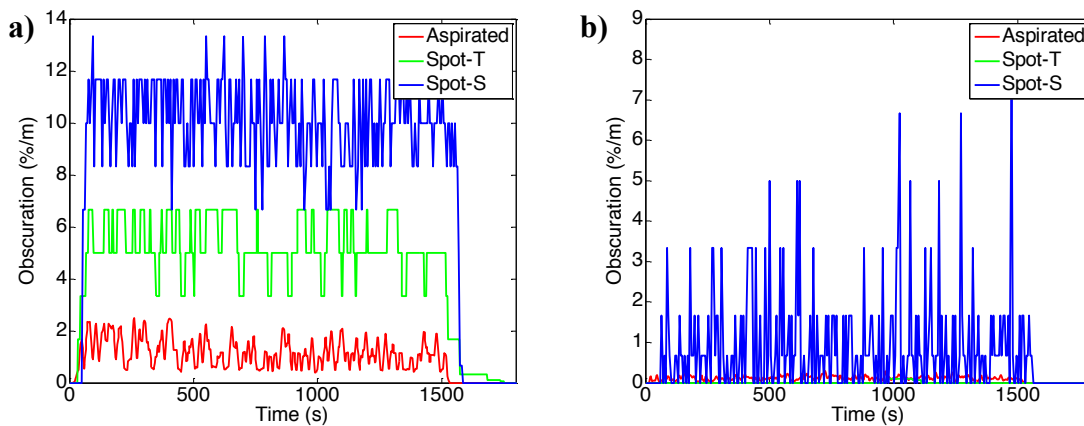 a)
14
12
10
8
6
4
2
0
Obscuration (%/m)
0 500 1000 1500
Time (s)
Aspirated
Spot-T
Spot-S
b)
9
8
7
6
5
4
3
2
1
0
Obscuration (%/m)
0 500 1000 1500
Time (s)
Aspirated
Spot-T
Spot-S